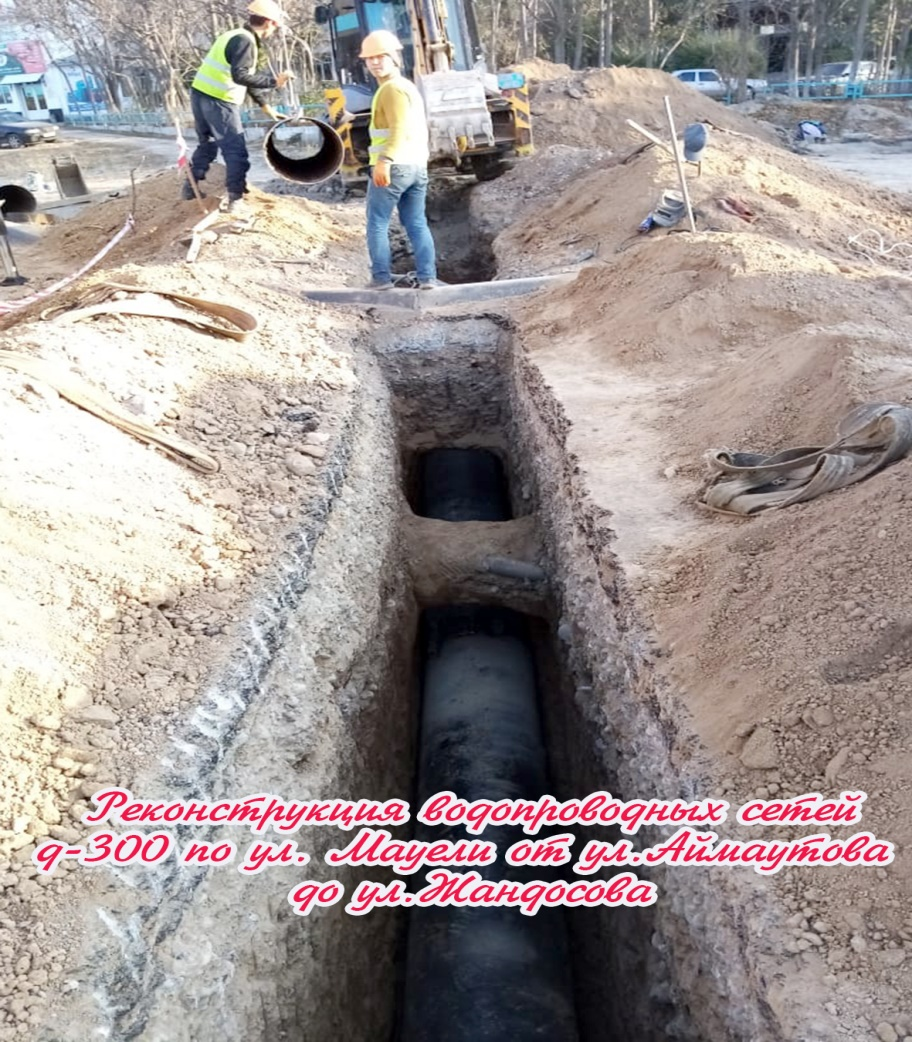 Реконструкция водопроводных сетей
д-300 по ул. Мауели от ул.Аймаутова
до ул.Жандосова